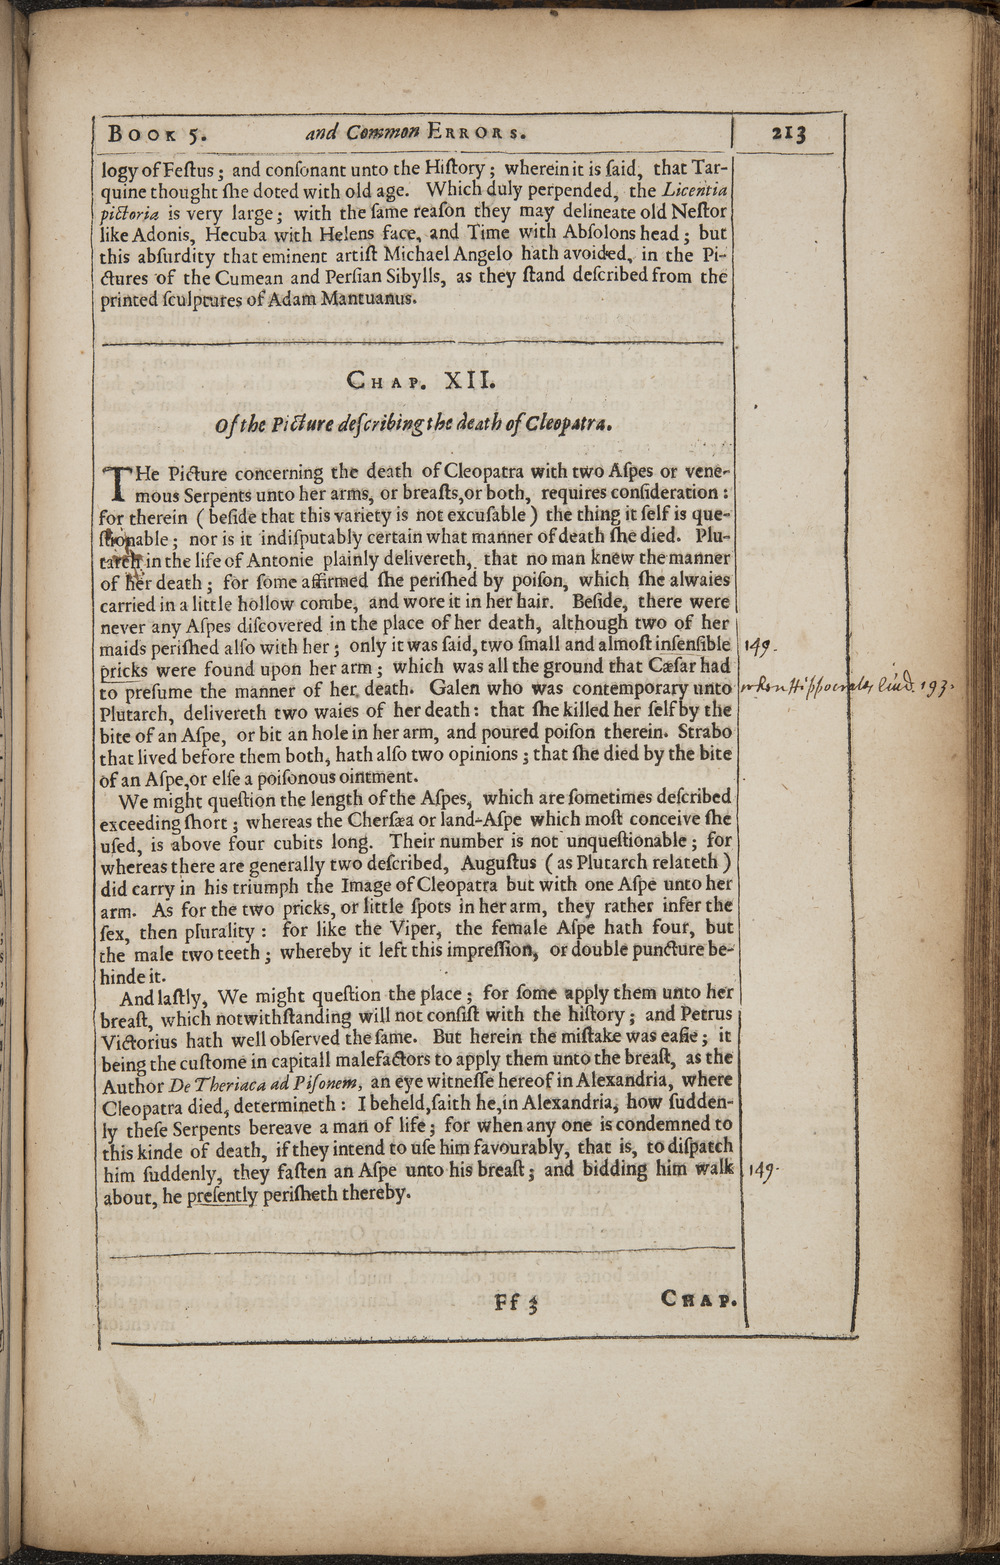 BOOK 5. and Common ERRORS. 213
logy of Feſtus; and conſonant unto the Hiſtory; wherein it is ſaid, that Tar-
quine thought ſhe doted with old age. Which duly perpended, the Licentia
pictoria is very large; with the ſame reaſon they may delineate old Neſtor
like Adonis, Hecuba with Helens face, and Time with Abſolons head; but
this abſurdity that eminent artiſt Michael Angelo hath avoided, in the Pi-
ctures of the Cumean and Perſian Sibylls, as they ſtand deſcribed from the
printed ſculptures of Adam Mantuanus.
CHAP. XII.
Of the Picture deſcribing the death of Cleopatra.
THe Picture concerning the death of Cleopatra with two Aſpes or vene-
mous Serpents unto her arms, or breaſts, or both, requires conſideration:
for therein (beſide that this variety is not excuſable) the thing it ſelf is que-
ſtionable; nor is it indiſputably certain what manner of death ſhe died. Plu-
tarch in the life of Antonie plainly delivereth, that no man knew the manner
of her death; for ſome affirmed ſhe periſhed by poiſon, which ſhe alwaies
carried in a little hollow combe, and wore it in her hair. Beſide, there were
never any Aſpes diſcovered in the place of her death, although two of her
maids periſhed alſo with her; only it was ſaid, two ſmall and almoſt inſenſible 149.
pricks were found upon her arm; which was all the ground that Cæſar had
to preſume the manner of her death. Galen who was contemporary unto when Hippocrates liud. 193.
Plutarch, delivereth two waies of her death: that ſhe killed her ſelf by the
bite of an Aſpe, or bit an hole in her arm, and poured poiſon therein. Strabo
that lived before them both, hath alſo two opinions; that ſhe died by the bite
of an Aſpe, or elſe a poiſonous ointment.
We might queſtion the length of the Aſpes, which are ſometimes deſcribed
exceeding ſhort; whereas the Cherſæa or land-Aſpe which moſt conceive ſhe
uſed, is above four cubits long. Their number is not unqueſtionable; for
whereas there are generally two deſcribed, Auguſtus (as Plutarch relateth)
did carry in his triumph the Image of Cleopatra but with one Aſpe unto her
arm. As for the two pricks, or little ſpots in her arm, they rather infer the
ſex, then plurality: for like the Viper, the female Aſpe hath four, but
the male two teeth; whereby it left this impreſſion, or double puncture be-
hinde it.
And laſtly, We might queſtion the place; for ſome apply them unto her
breaſt, which notwithſtanding will not conſiſt with the hiſtory; and Petrus
Victorius hath well obſerved the ſame. But herein the miſtake was eaſie; it
being the cuſtome in capitall malefactors to apply them unto the breaſt, as the
Author De Theriaca ad Piſonem, an eye witneſſe hereof in Alexandria, where
Cleopatra died, determineth: I beheld, ſaith he, in Alexandria, how ſudden-
ly theſe Serpents bereave a man of life; for when any one is condemned to
this kinde of death, if they intend to uſe him favourably, that is, to diſpatch
him ſuddenly, they faſten an Aſpe unto his breaſt; and bidding him walk 149.
about, he preſently periſheth thereby.
Ff 3 CHAP.